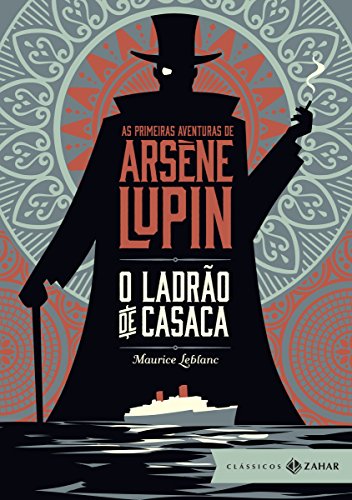 AS PRIMEIRAS AVENTURAS DE
ARSÈNE
LUPIN
O LADRÃO
DE CASACA
Maurice Leblanc
CLÁSSICOS ZAHAR